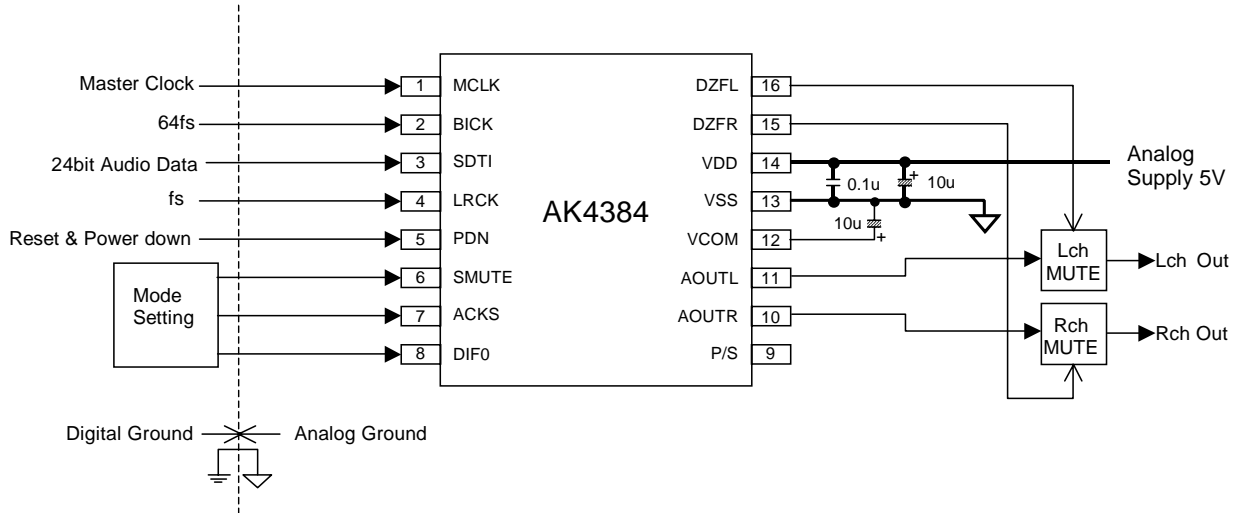 Master Clock
64fs
24bit Audio Data
fs
Reset & Power down
Mode
Setting
1 MCLK
2 BICK
3 SDTI
4 LRCK
5 PDN
6 SMUTE
7 ACKS
8 DIF0
AK4384
DZFL 16
DZFR 15
VDD 14
VSS 13
VCOM 12
AOUTL 11
AOUTR 10
P/S 9
0.1u
+
10u
10u
+
Analog
Supply 5V
Lch
MUTE
Lch Out
Rch
MUTE
Rch Out
Digital Ground
Analog Ground